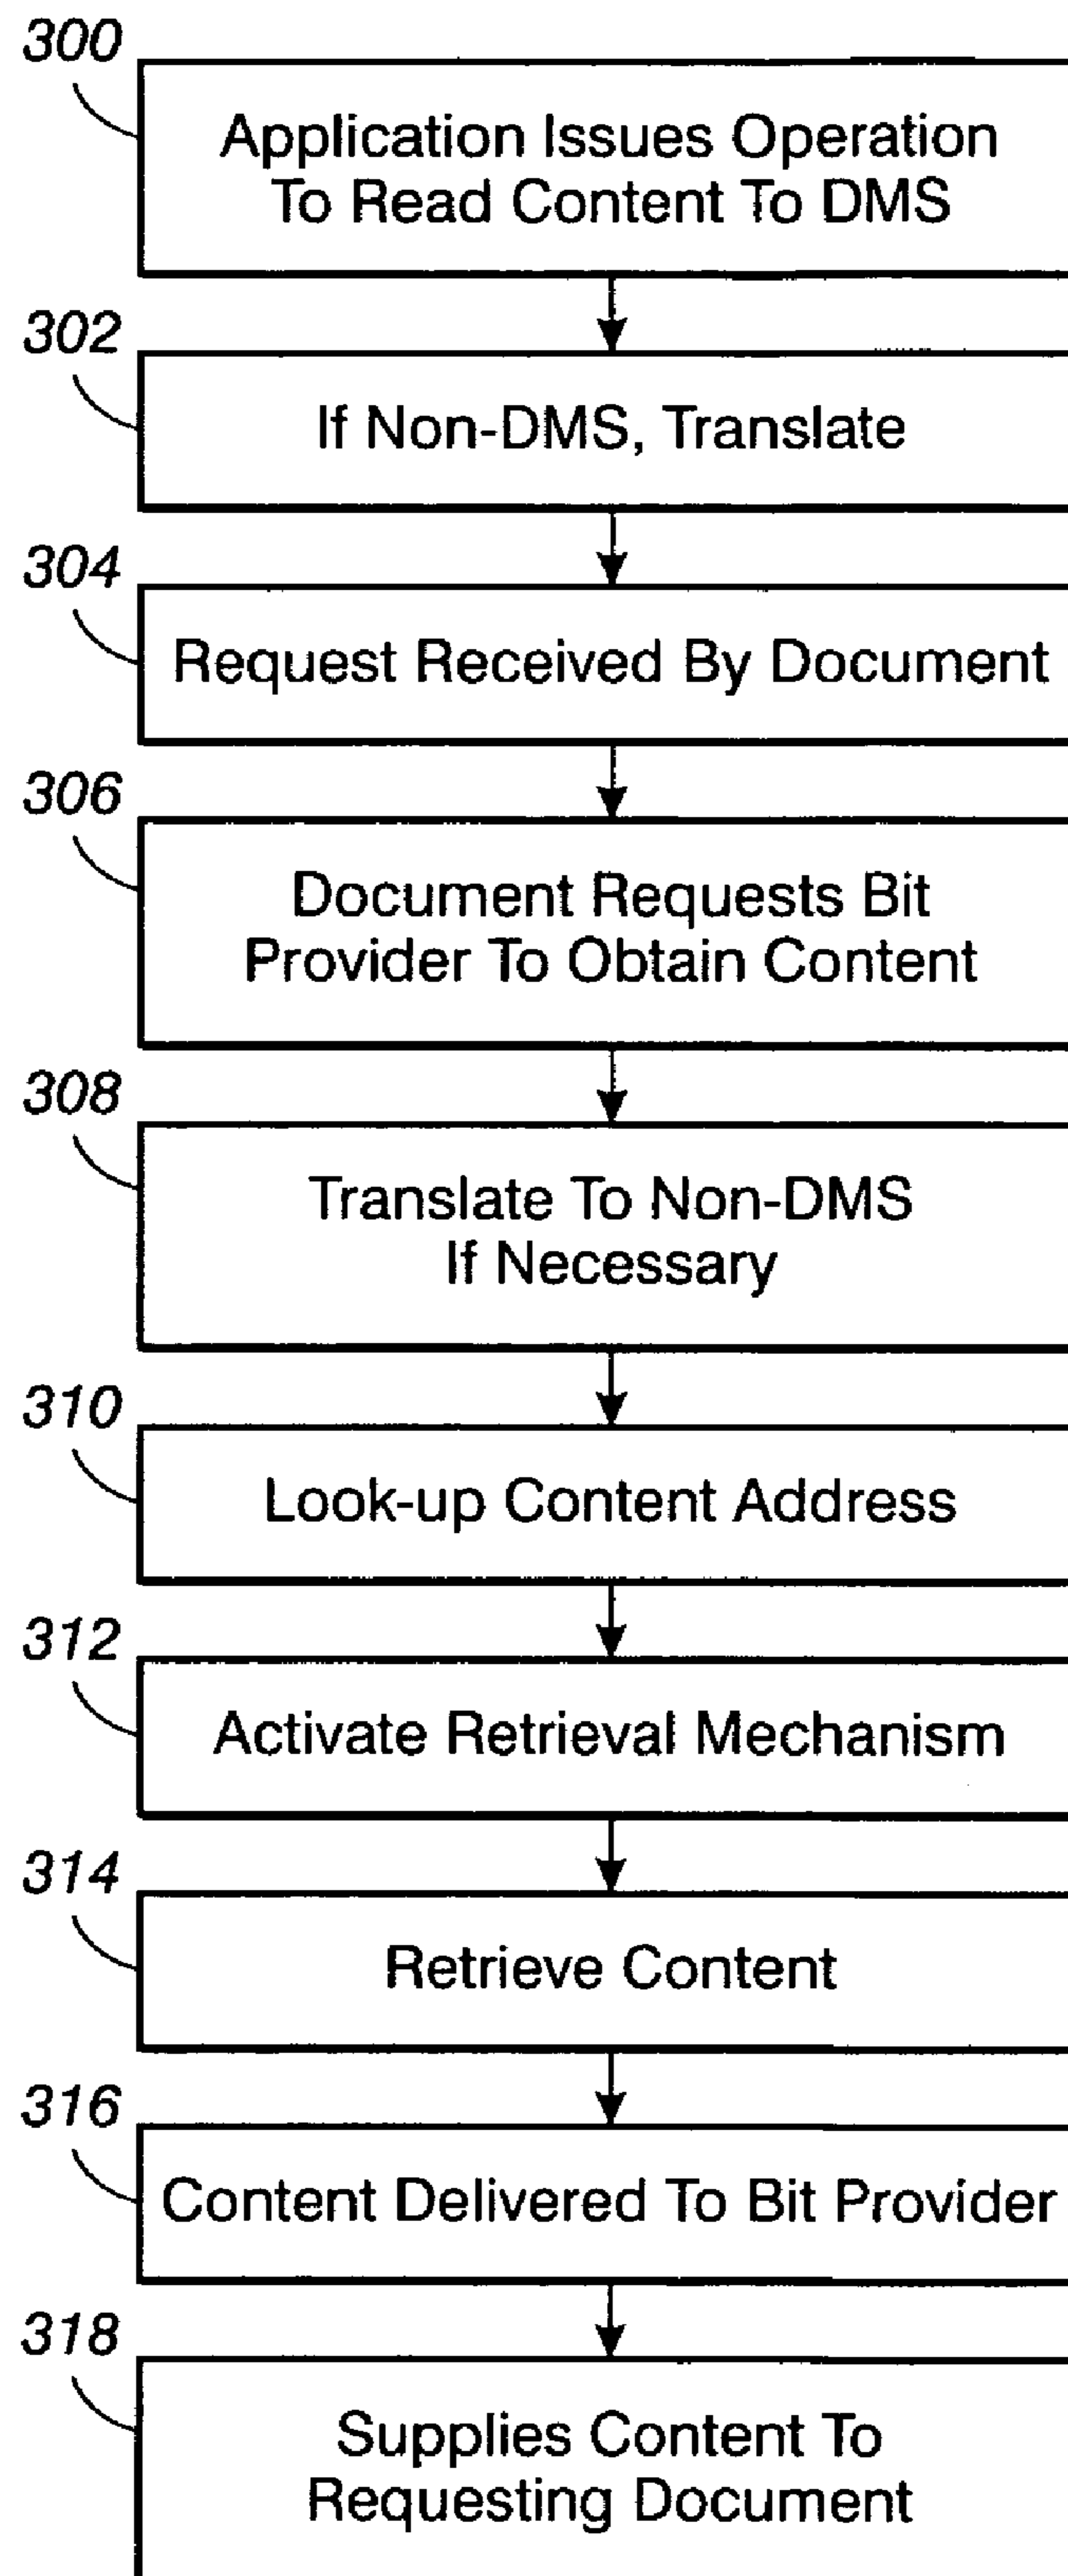 300
Application Issues Operation
To Read Content To DMS
302
If Non-DMS, Translate
304
Request Received By Document
306
Document Requests Bit
Provider To Obtain Content
308
Translate To Non-DMS
If Necessary
310
Look-up Content Address
312
Activate Retrieval Mechanism
314
Retrieve Content
316
Content Delivered To Bit Provider
318
Supplies Content To
Requesting Document